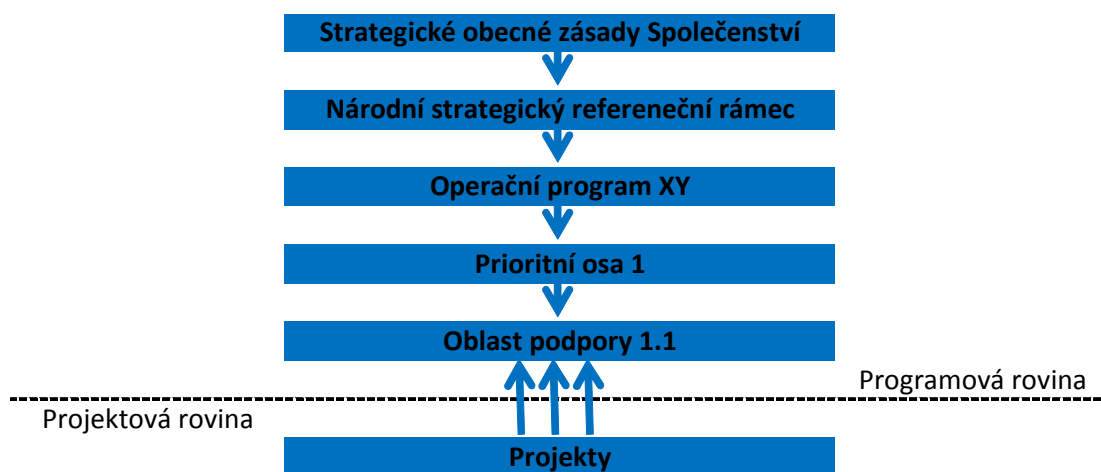 Strategické obecné zásady Společenství
Národní strategický refereneční rámec
Operační program XY
Prioritní osa 1
Oblast podpory 1.1
Programová rovina
Projektová rovina
Projekty